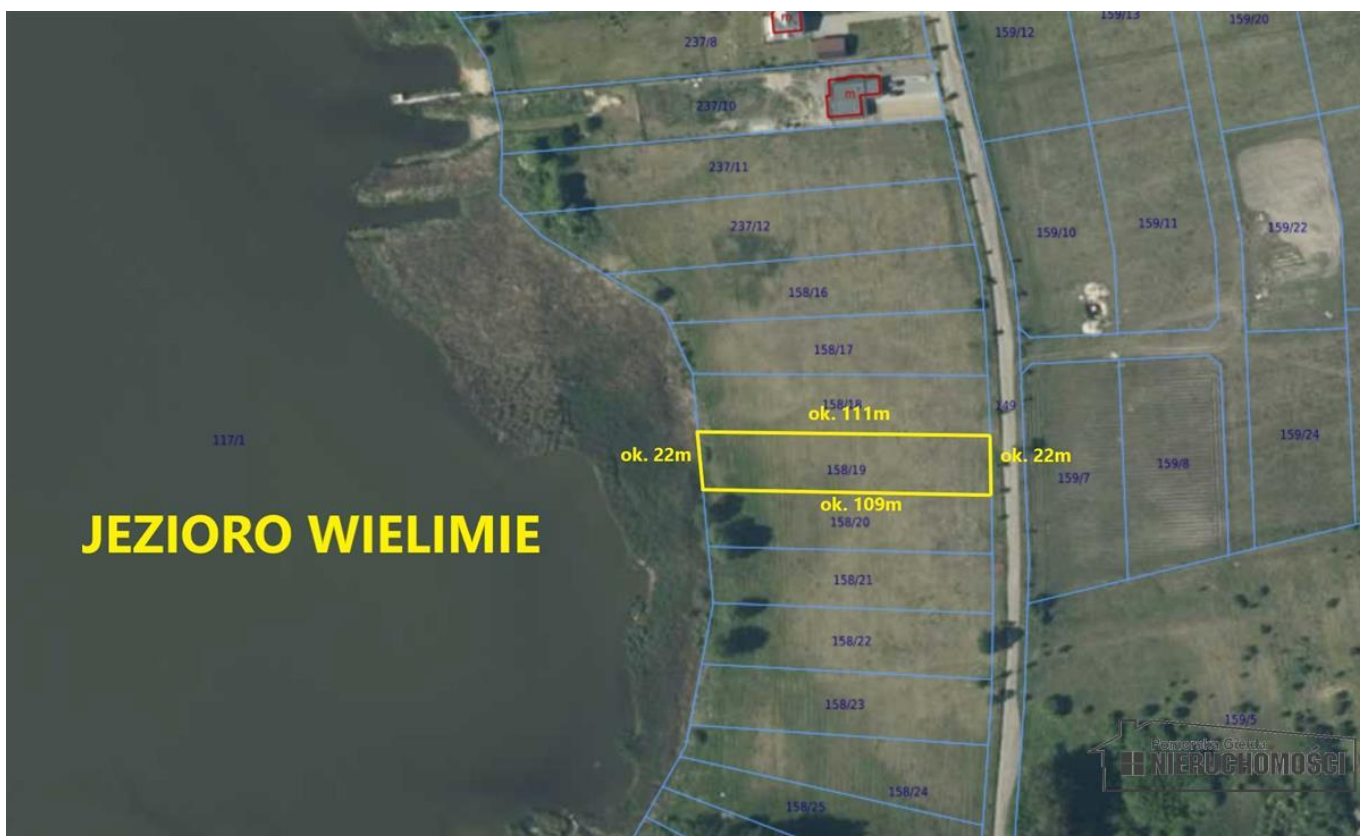 159/13
159/20
m
159/12
237/8
m
237/10
237/11
237/12
159/10
159/11
159/22
158/16
158/17
158/18
149
ok. 111m
117/1
ok. 22m
158/19
ok. 22m
159/7
159/8
159/24
ok. 109m
158/20
JEZIORO WIELIMIE
158/21
158/22
158/23
159/5
Pomorska Giełda
NIERUCHOMOŚCI
158/24
158/25